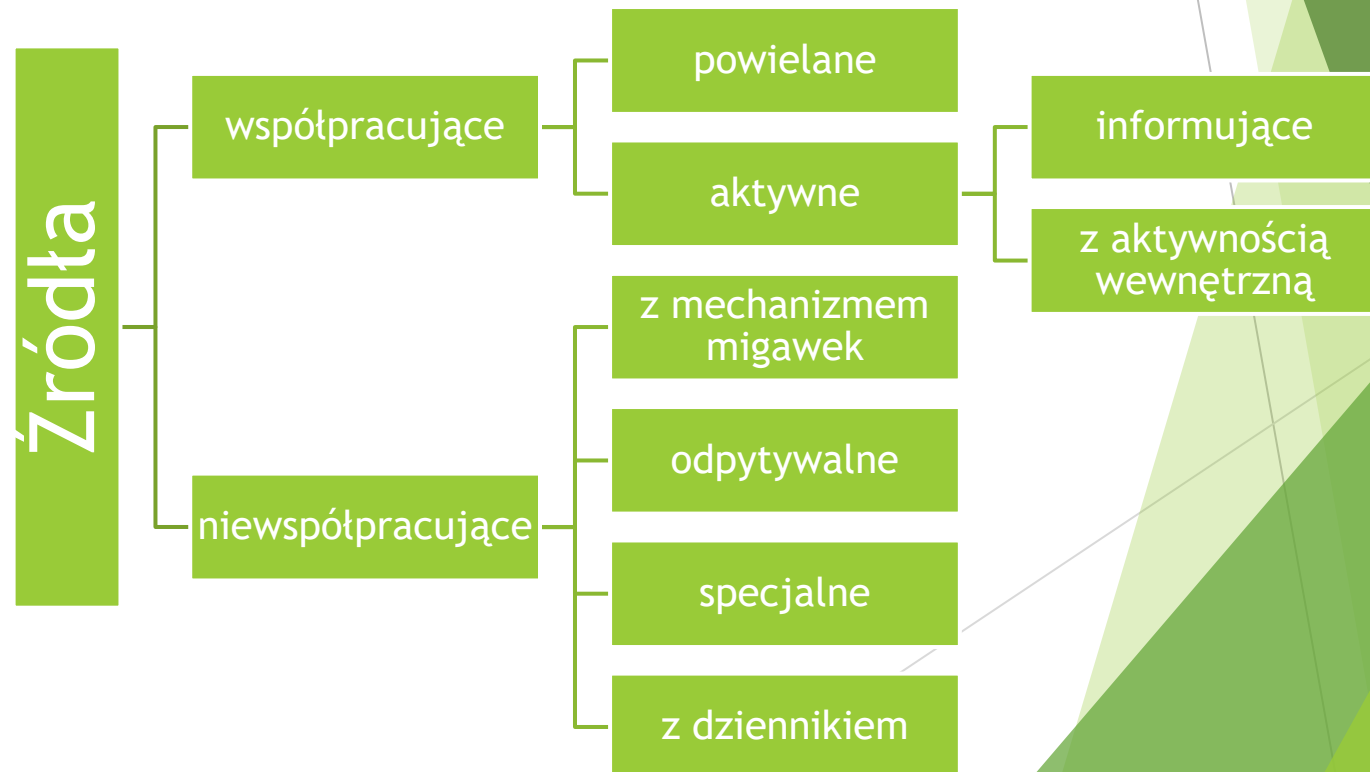 Źródła
współpracujące
powielane
aktywne
informujące
z aktywnością
wewnętrzną
niewspółpracujące
z mechanizmem
migawek
odpytywalne
specjalne
z dziennikiem